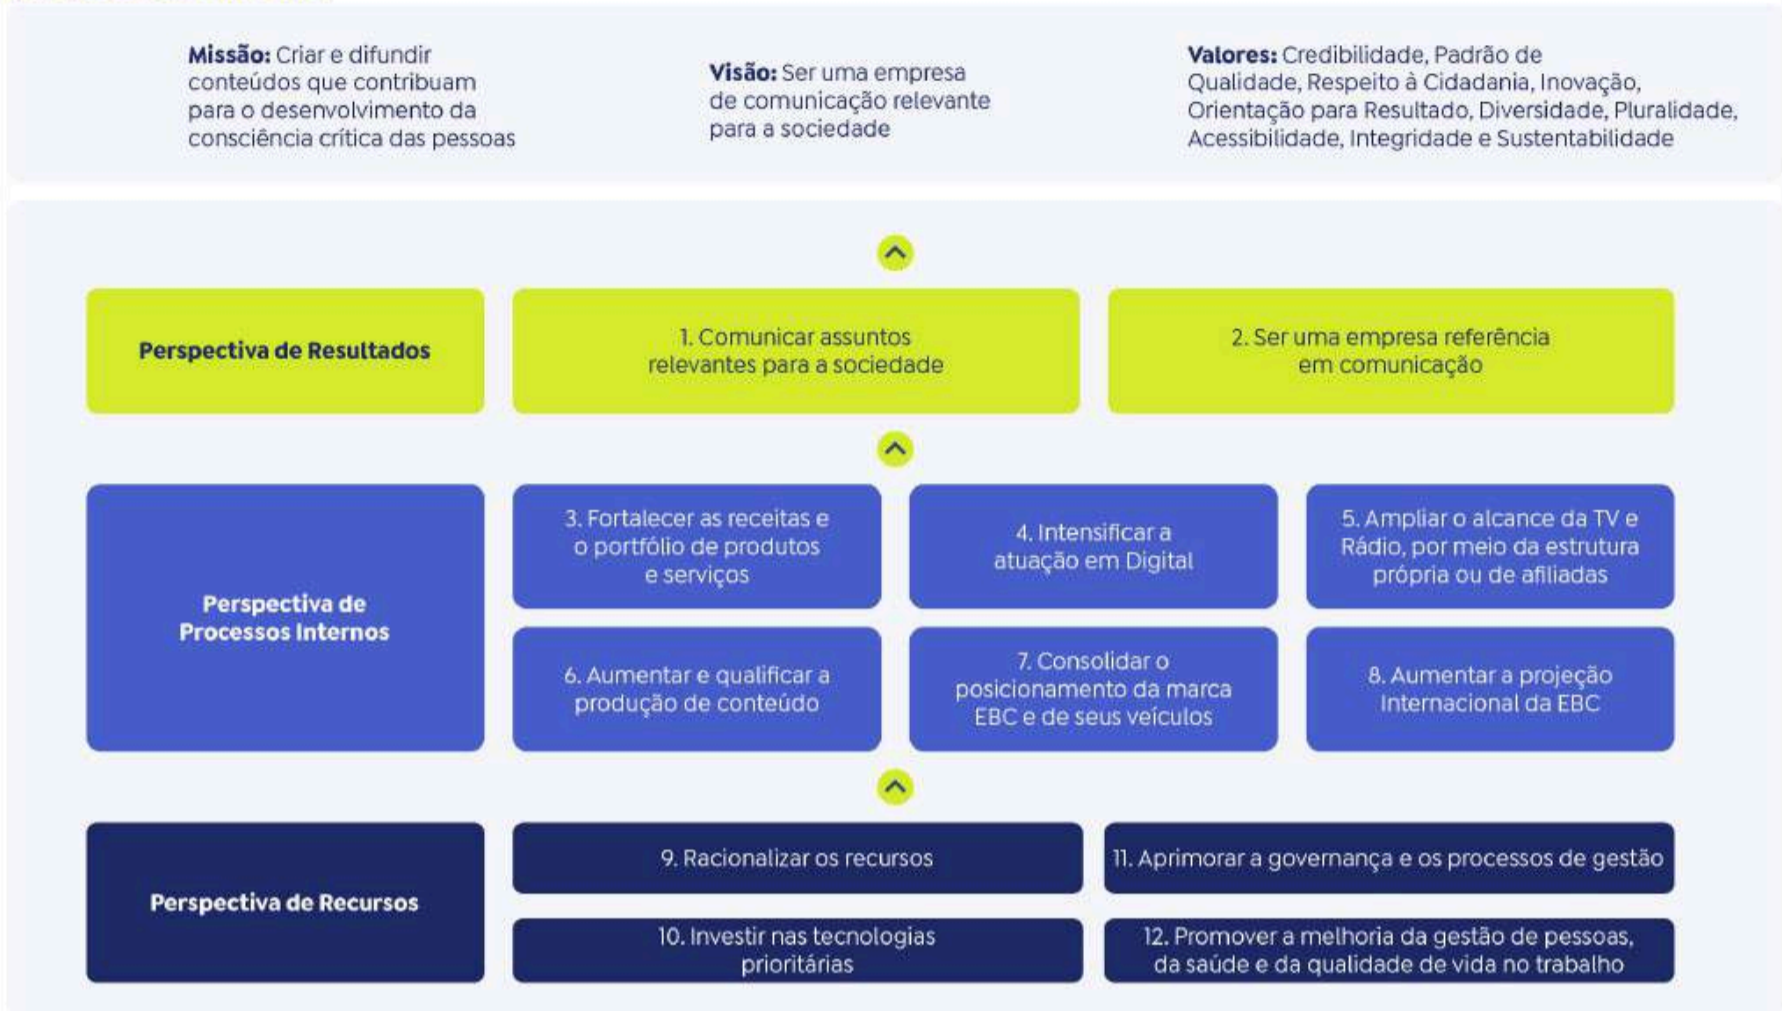 Missão: Criar e difundir
conteúdos que contribuam
para o desenvolvimento da
consciência crítica das pessoas
Visão: Ser uma empresa
de comunicação relevante
para a sociedade
Valores: Credibilidade, Padrão de
Qualidade, Respeito à Cidadania, Inovação,
Orientação para Resultado, Diversidade, Pluralidade,
Acessibilidade, Integridade e Sustentabilidade
Perspectiva de Resultados
1. Comunicar assuntos
relevantes para a sociedade
2. Ser uma empresa referência
em comunicação
Perspectiva de
Processos Internos
3. Fortalecer as receitas e
o portfólio de produtos
e serviços
4. Intensificar a
atuação em Digital
5. Ampliar o alcance da TV e
Rádio, por meio da estrutura
própria ou de afiliadas
6. Aumentar e qualificar a
produção de conteúdo
7. Consolidar o
posicionamento da marca
EBC e de seus veículos
8. Aumentar a projeção
Internacional da EBC
Perspectiva de Recursos
9. Racionalizar os recursos
11. Aprimorar a governança e os processos de gestão
10. Investir nas tecnologias
prioritárias
12. Promover a melhoria da gestão de pessoas,
da saúde e da qualidade de vida no trabalho